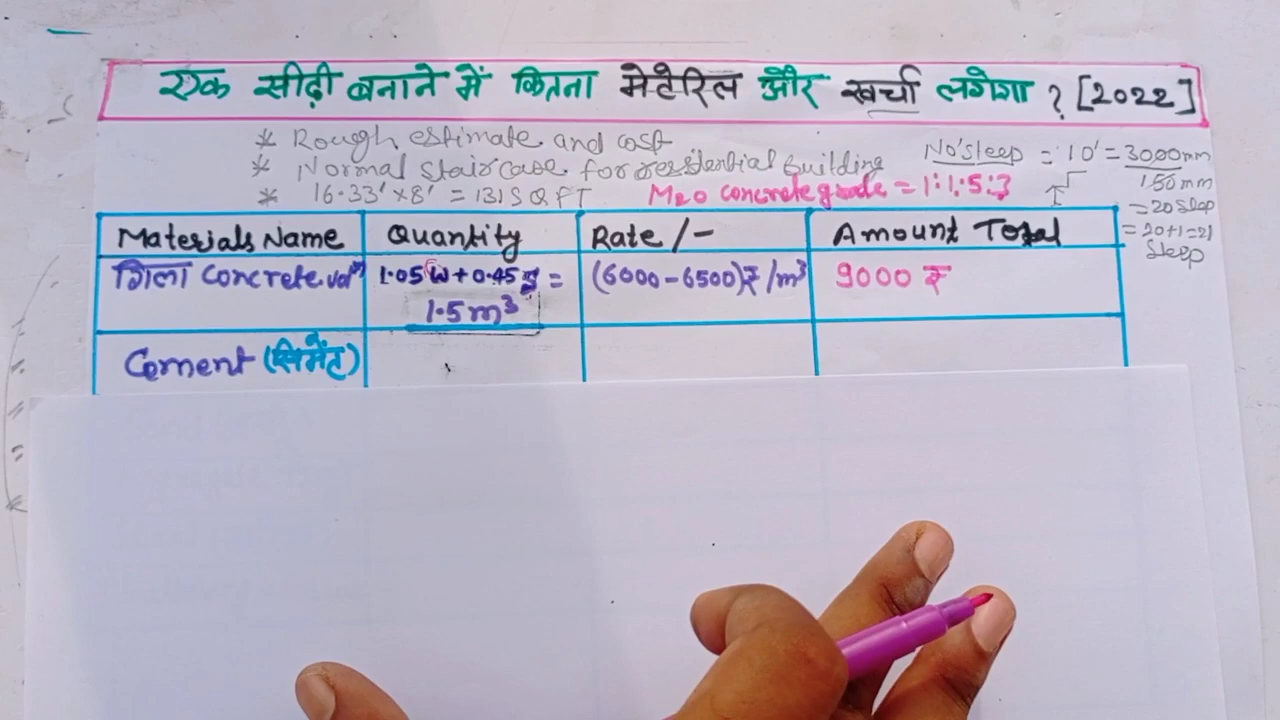 एक सीढ़ी बनाने में कितना मेटेरिल और खर्चा लगेगा ? [2022]
* Rough estimate and cost
* Normal staircase for residential building
* 16.33' x 8' = 131 SQ FT
M20 concrete grade = 1:1.5:3
No's step = 10' = 3000mm
150mm
= 20 step
= 20+1=21
step
Materials Name Quantity Rate /- Amount Total
गिला concrete vol 1.05 w + 0.45 s = (6000-6500)₹/m³ 9000 ₹
1.5 m³
Cement (सिमेंट)